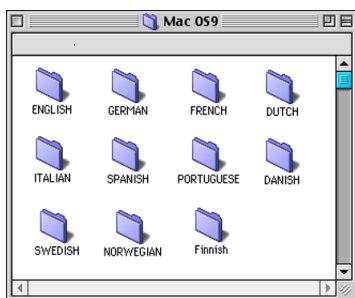 Mac OS9
ENGLISH GERMAN FRENCH DUTCH
ITALIAN SPANISH PORTUGUESE DANISH
SWEDISH NORWEGIAN Finnish